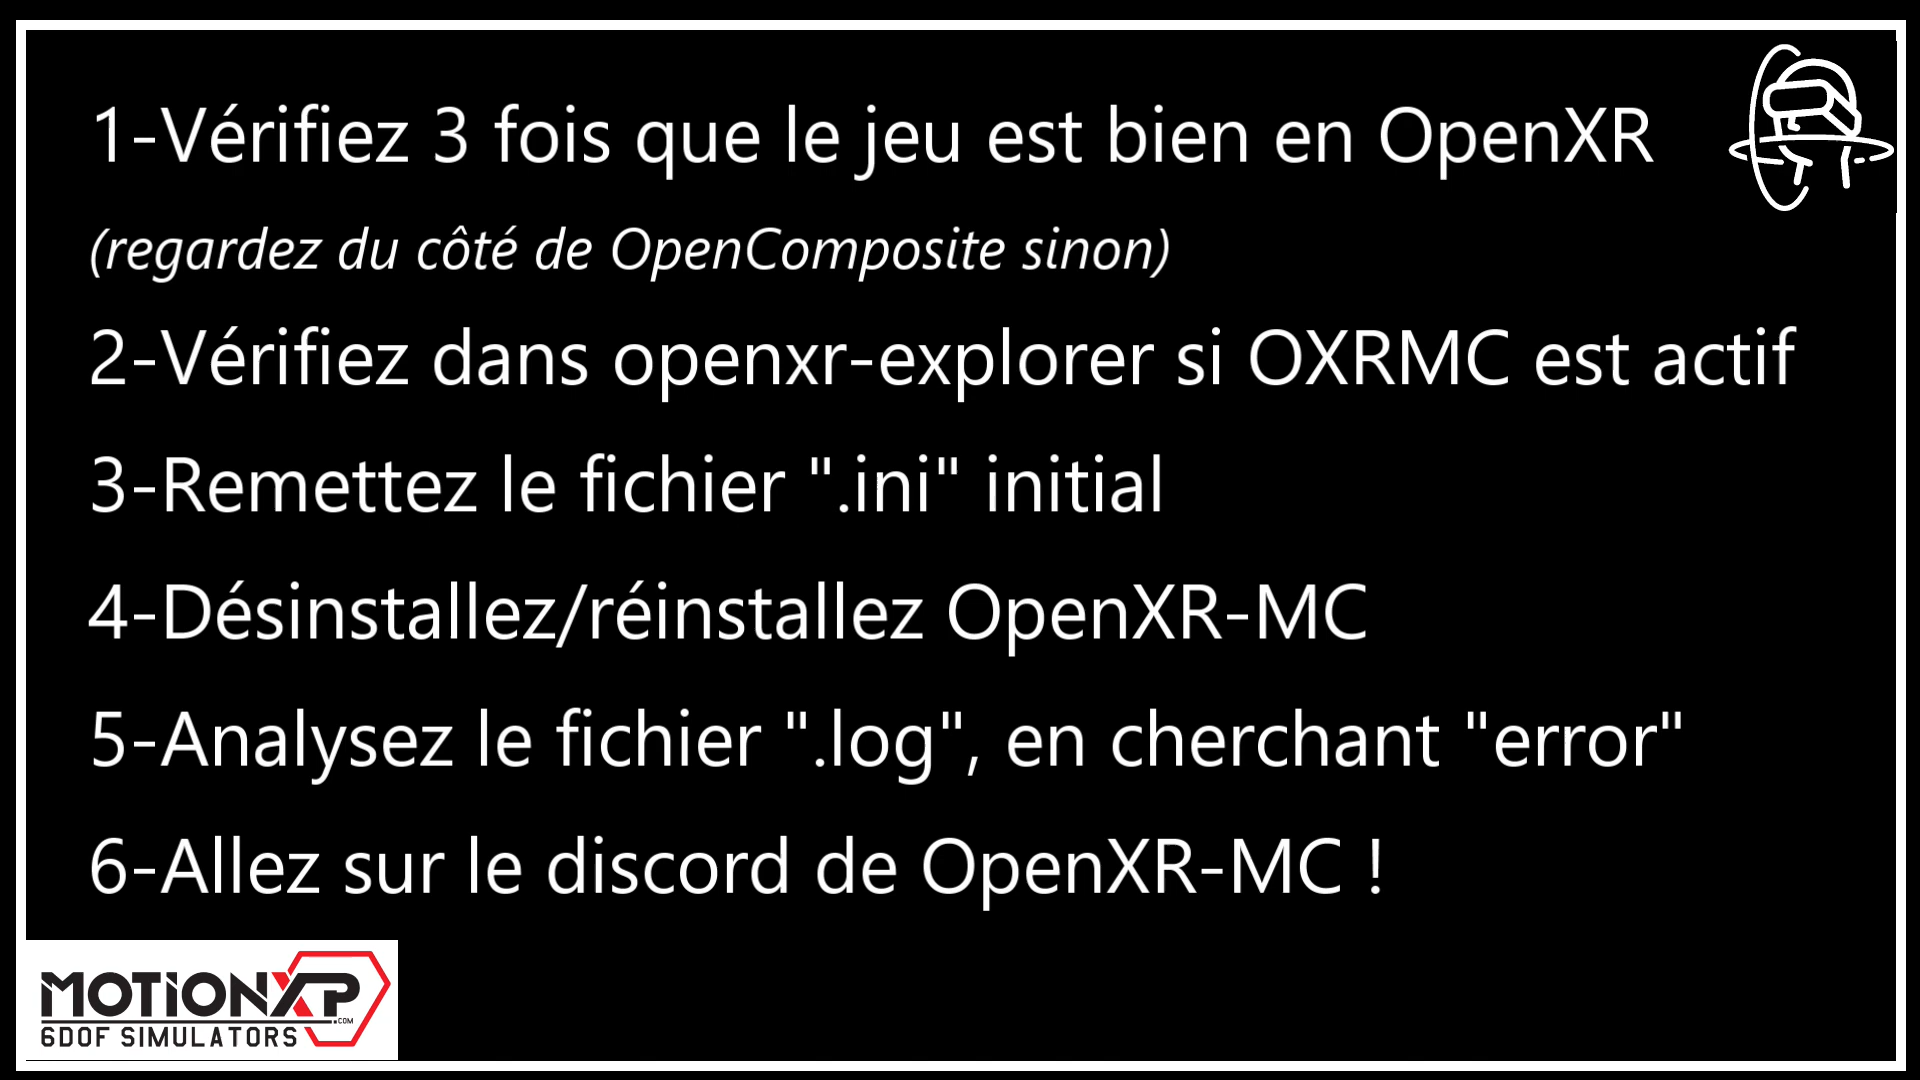 1-Vérifiez 3 fois que le jeu est bien en OpenXR
(regardez du côté de OpenComposite sinon)
2-Vérifiez dans openxr-explorer si OXRMC est actif
3-Remettez le fichier ".ini" initial
4-Désinstallez/réinstallez OpenXR-MC
5-Analysez le fichier ".log", en cherchant "error"
6-Allez sur le discord de OpenXR-MC !
MOTIONXP
.COM
6DOF SIMULATORS